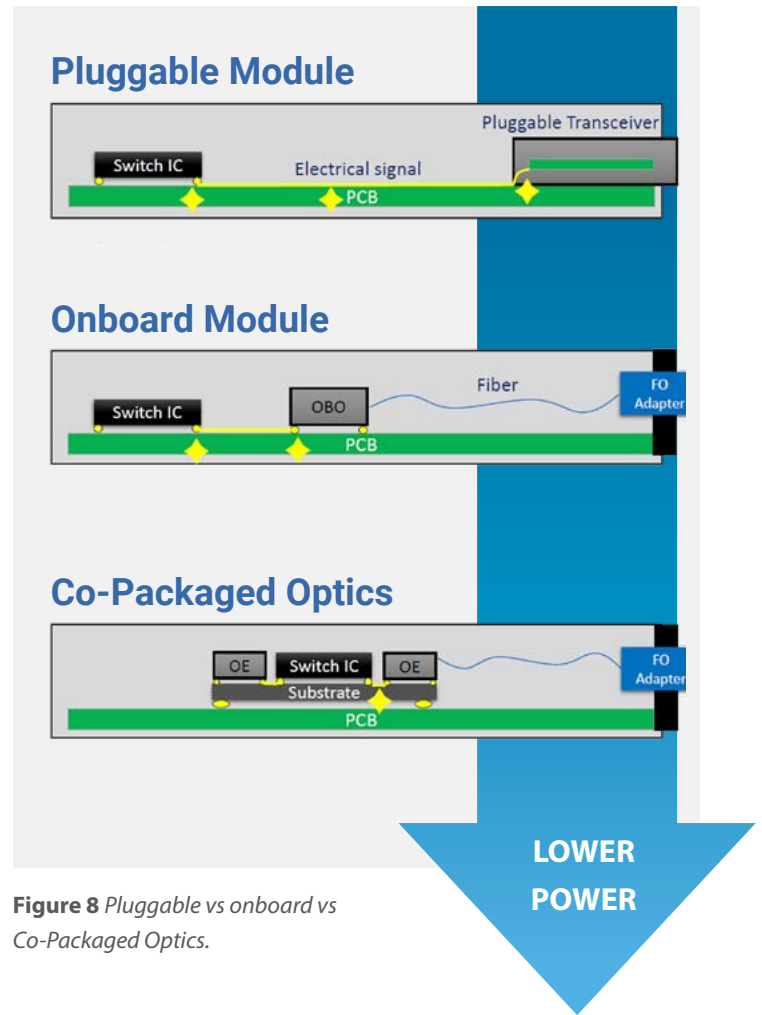 Pluggable Module
Pluggable Transceiver
Switch IC
Electrical signal
PCB
Onboard Module
Fiber
FO
Adapter
OBO
Switch IC
PCB
Co-Packaged Optics
OE
Switch IC
OE
FO
Adapter
Substrate
PCB
LOWER
POWER
Figure 8 Pluggable vs onboard vs
Co-Packaged Optics.